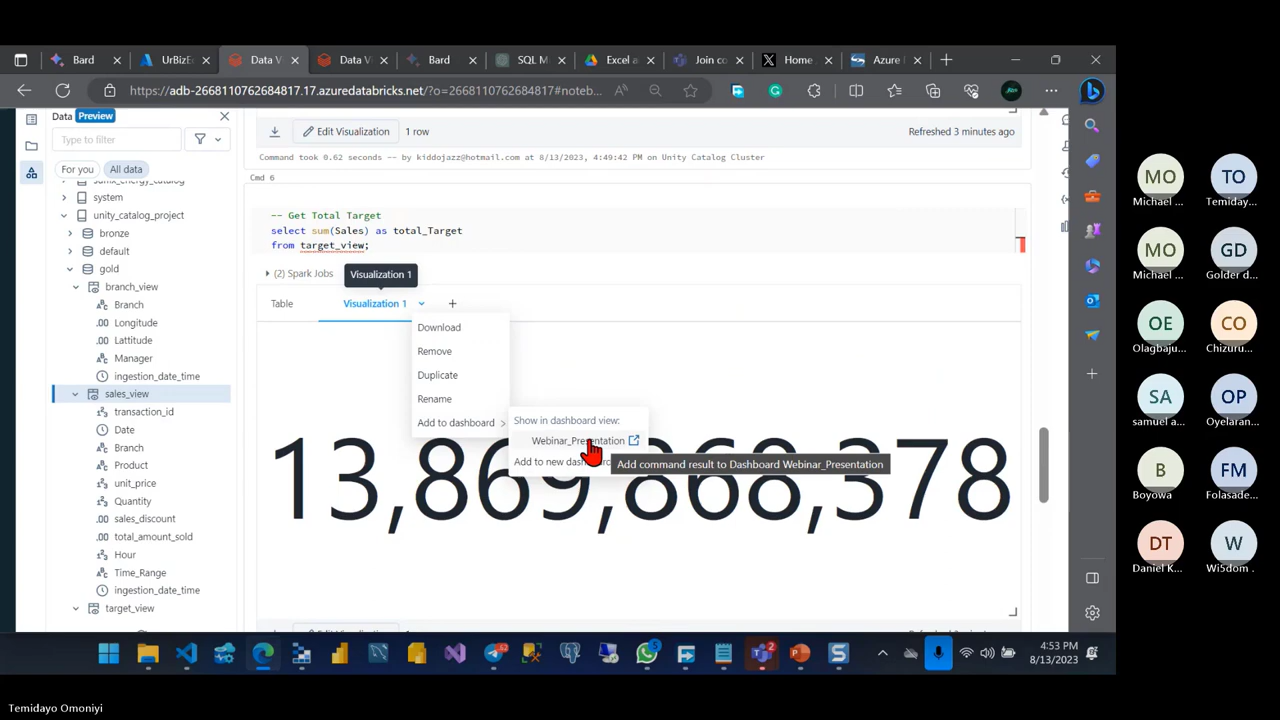 Bard
UrBizE
Data V
Data V
Bard
SQL M
Excel a
Join co
Home
Azure
https://adb-2668110762684817.17.azuredatabricks.net/?o=2668110762684817#noteb...
Data Preview
Type to filter
For you
All data
system
unity_catalog_project
bronze
default
gold
branch_view
Branch
Longitude
Lattitude
Manager
ingestion_date_time
sales_view
transaction_id
Date
Branch
Product
unit_price
Quantity
sales_discount
total_amount_sold
Hour
Time_Range
ingestion_date_time
target_view
Edit Visualization
1 row
Refreshed 3 minutes ago
Command took 0.62 seconds -- by kiddojazz@hotmail.com at 8/13/2023, 4:49:42 PM on Unity Catalog Cluster
Cmd 6
-- Get Total Target
select sum(Sales) as total_Target
from target_view;
(2) Spark Jobs
Visualization 1
Table
Visualization 1
Download
Remove
Duplicate
Rename
Add to dashboard
Show in dashboard view:
Webinar_Presentation
Add to new
Add command result to Dashboard Webinar_Presentation
13,869,868,378
MO
Michael ...
TO
Temiday...
MO
Michael ...
GD
Golder d...
OE
Olagbaju...
CO
Chizuru...
SA
samuel a...
OP
Oyelaran...
B
Boyowa
FM
Folasade...
DT
Daniel K...
W
Wi5dom .
4:53 PM
8/13/2023
Temidayo Omoniyi